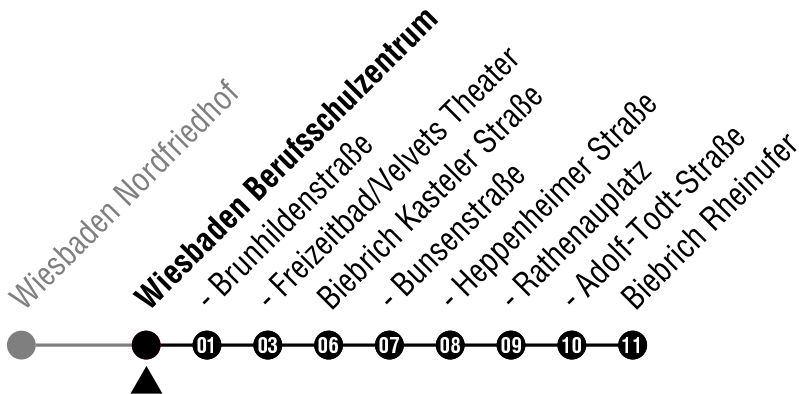 Wiesbaden Nordfriedhof
Wiesbaden Berufsschulzentrum
- Brunhildenstraße
- Freizeitbad/Velvets Theater
Biebrich Kasteler Straße
- Bunsenstraße
- Heppenheimer Straße
- Rathenauplatz
- Adolf-Todt-Straße
Biebrich Rheinufer
01 03 06 07 08 09 10 11